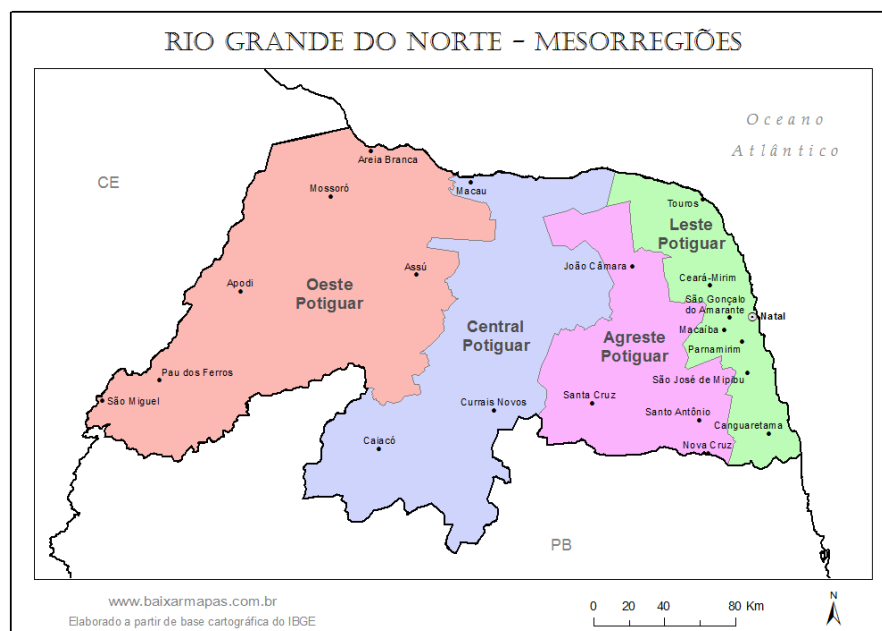 RIO GRANDE DO NORTE - MESORREGIÕES
Oceano
Atlântico
CE
Areia Branca
Mossoró
Macau
Touros
Leste
Potiguar
João Câmara
Assú
Apodi
Oeste
Potiguar
Ceará-Mirim
São Gonçalo
do Amarante
Natal
Central
Potiguar
Agreste
Potiguar
Macaíba
Parnamirim
Pau dos Ferros
São José de Mipibu
São Miguel
Santa Cruz
Currais Novos
Santo Antônio
Canguaretama
Caiacó
Nova Cruz
PB
www.baixarmapas.com.br
Elaborado a partir de base cartográfica do IBGE
0 20 40 80 Km
N